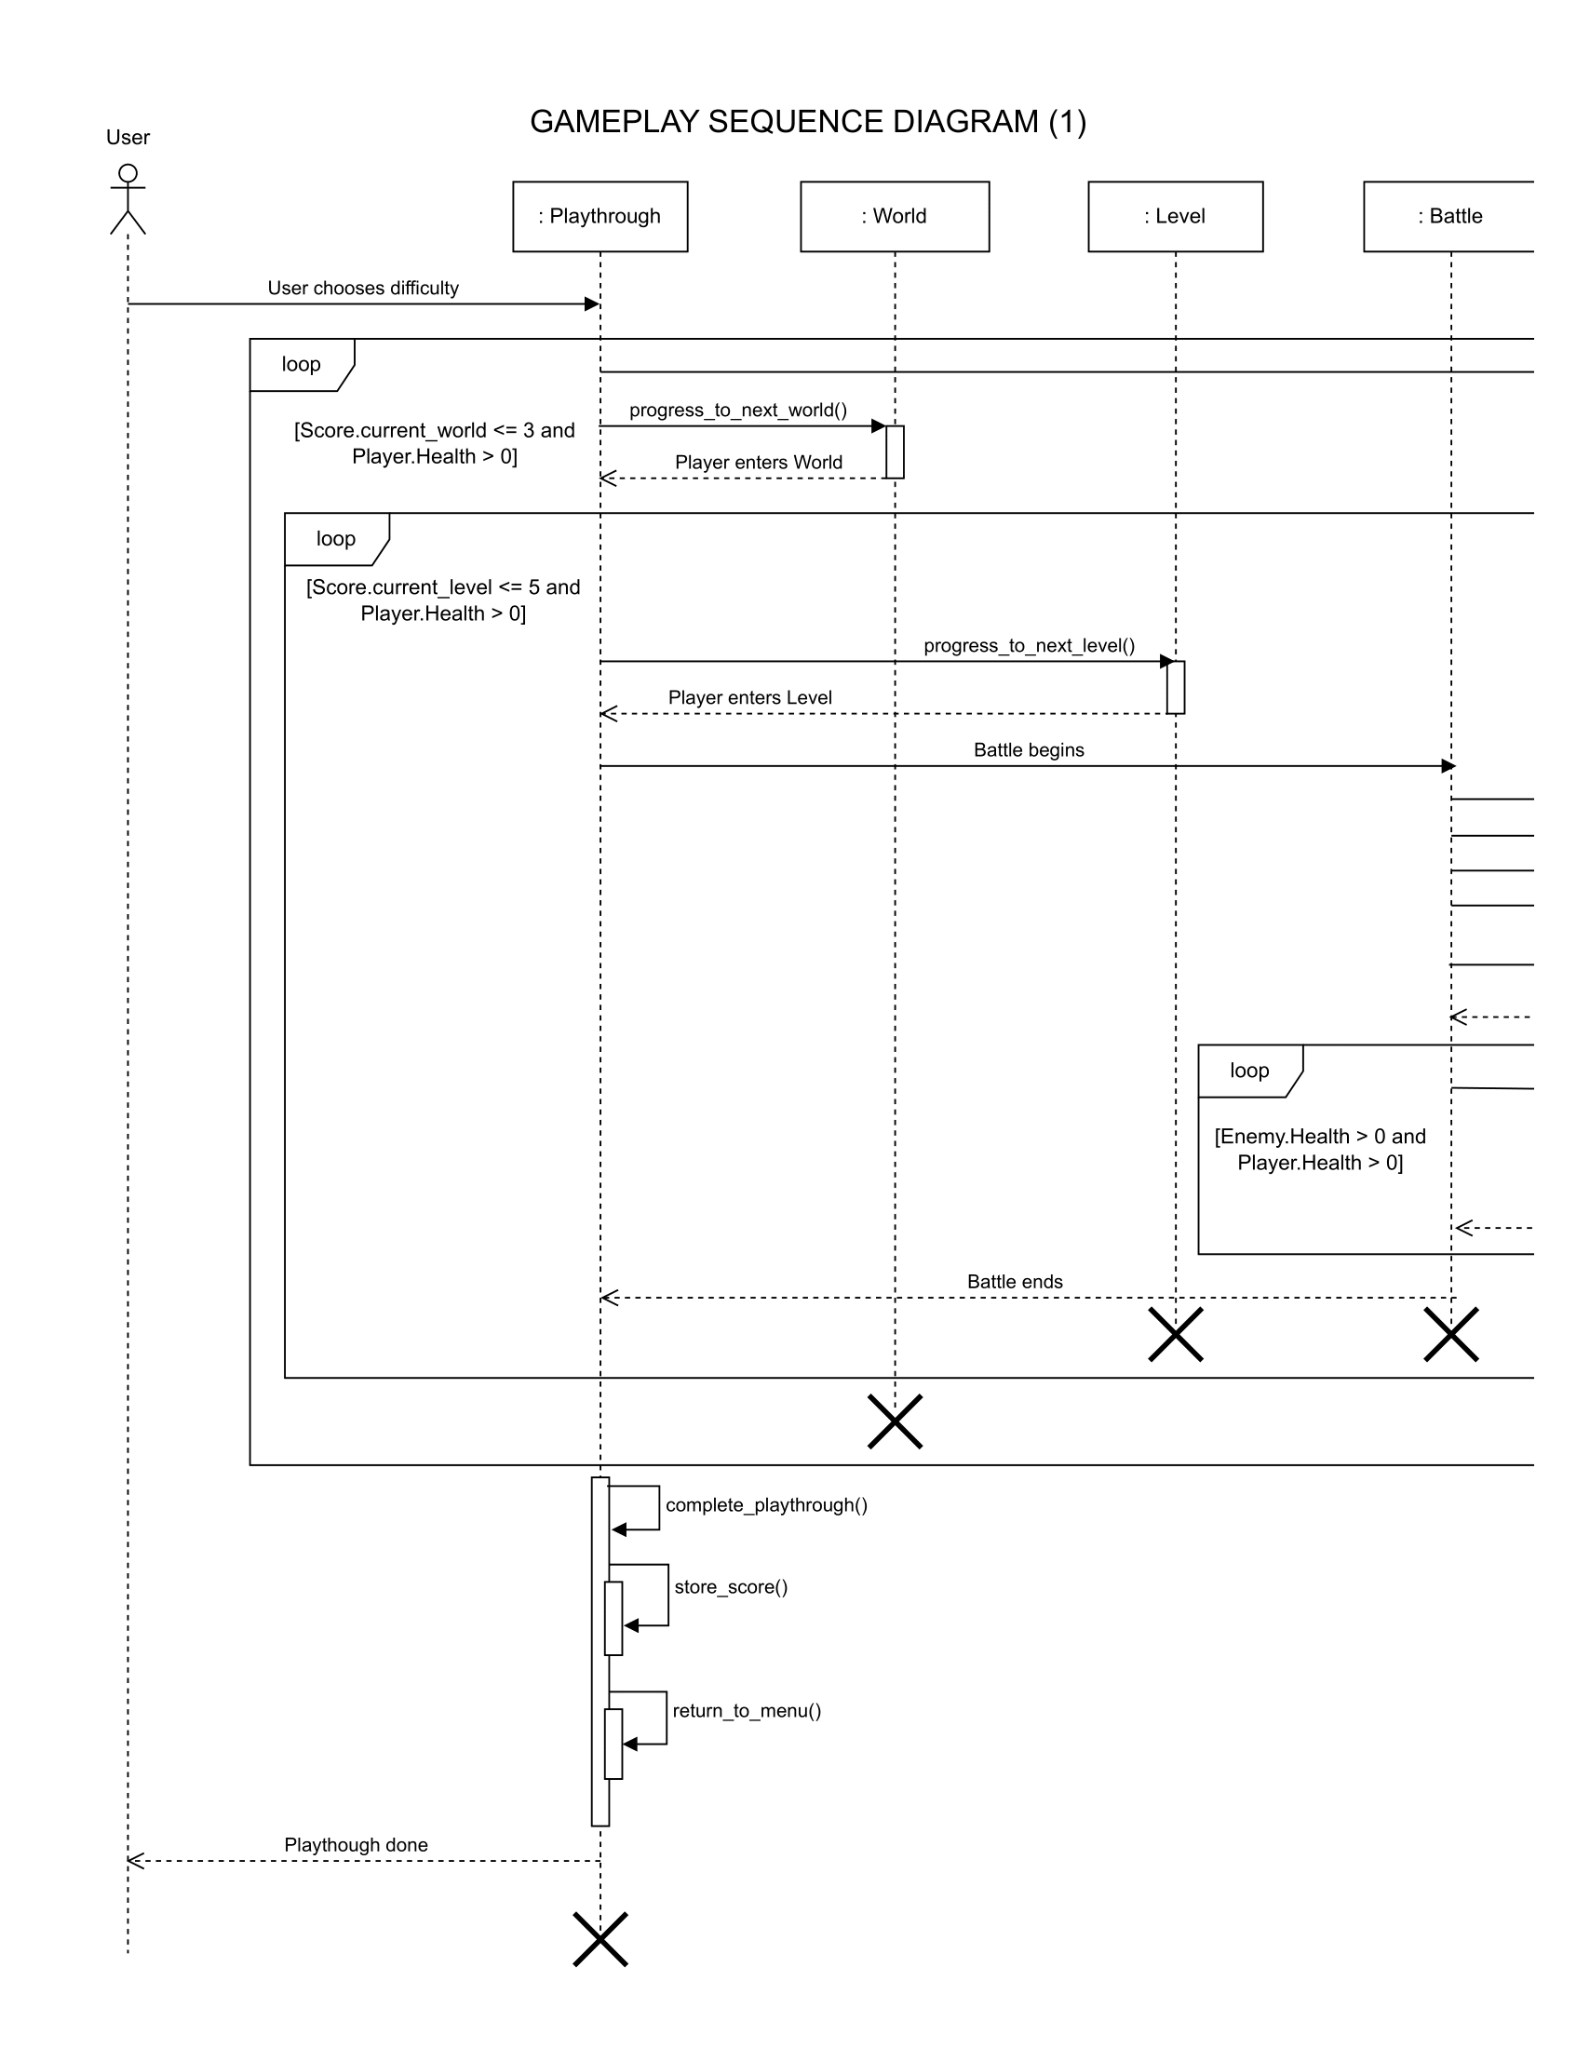 GAMEPLAY SEQUENCE DIAGRAM (1)
User
: Playthrough
: World
: Level
: Battle
User chooses difficulty
loop
progress_to_next_world()
[Score.current_world <= 3 and
Player.Health > 0]
Player enters World
loop
[Score.current_level <= 5 and
Player.Health > 0]
progress_to_next_level()
Player enters Level
Battle begins
loop
[Enemy.Health > 0 and
Player.Health > 0]
Battle ends
complete_playthrough()
store_score()
return_to_menu()
Playthough done